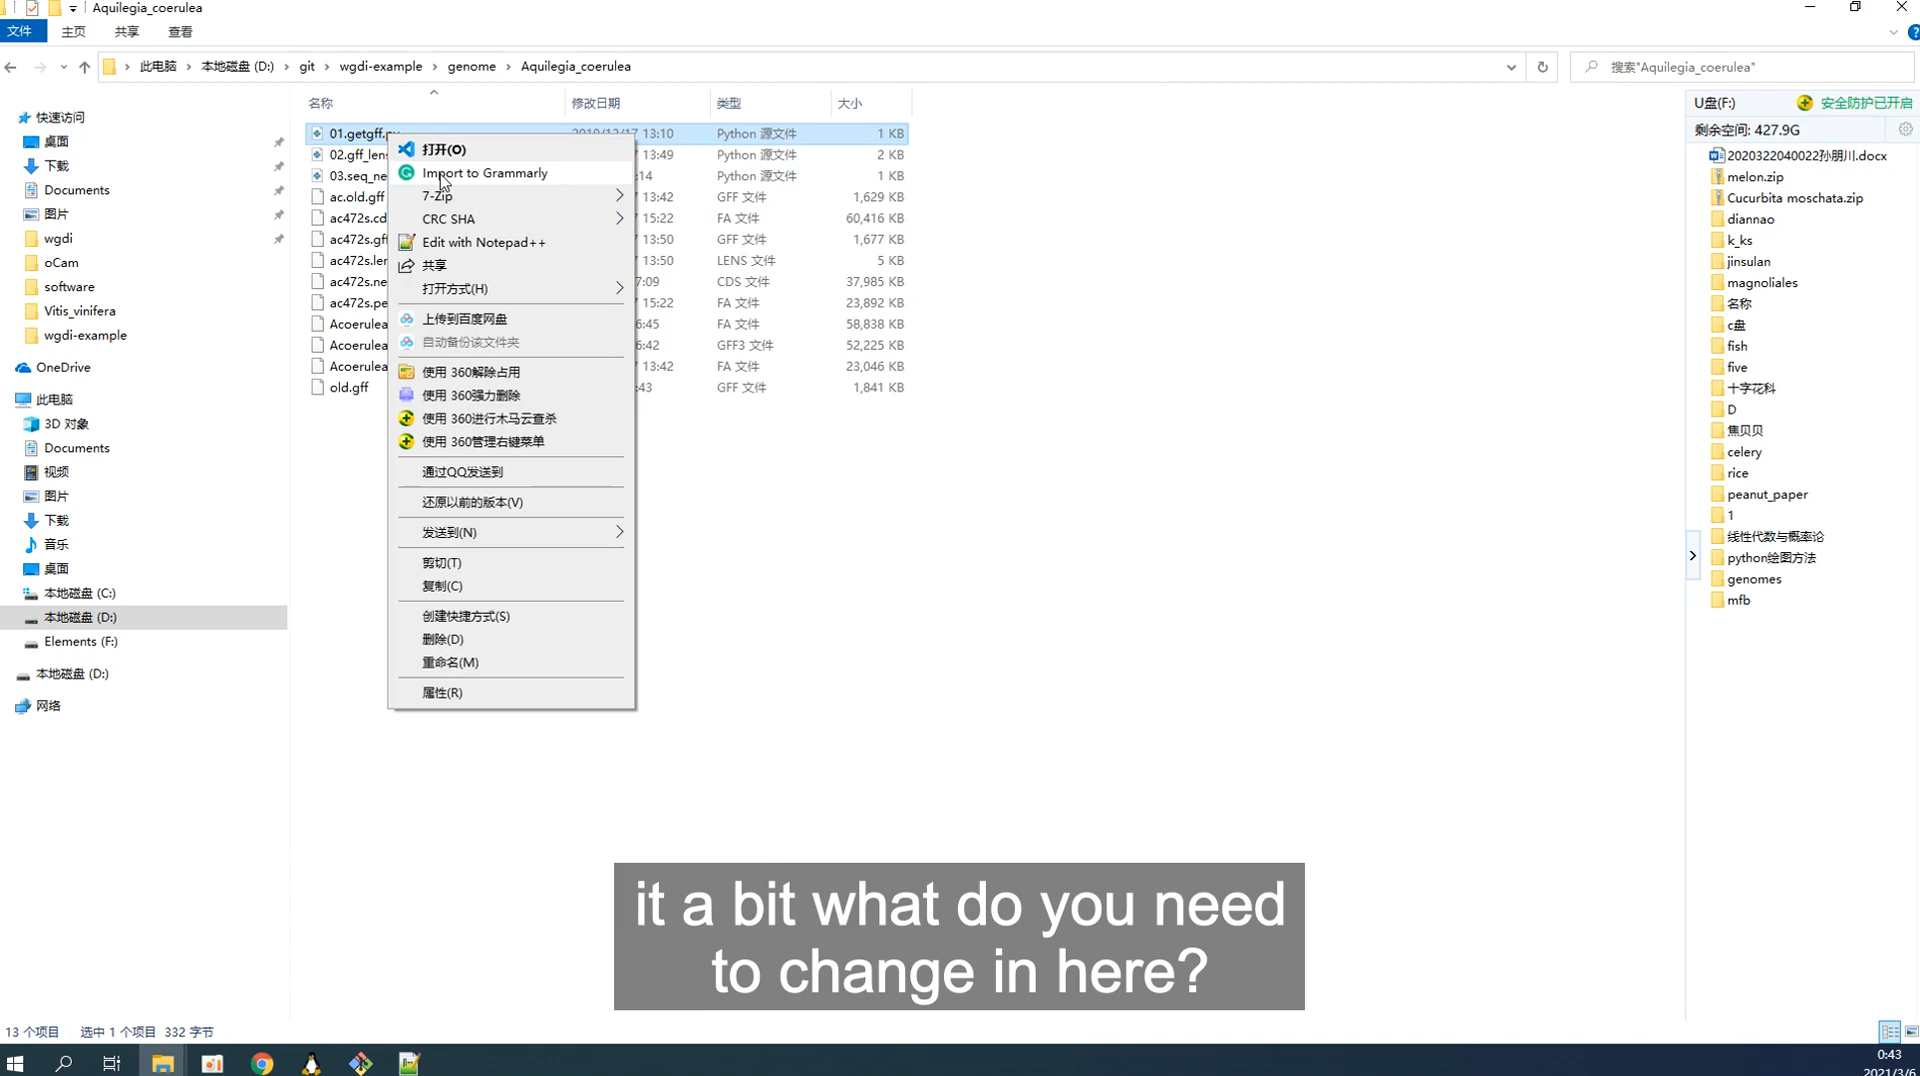 Aquilegia_coerulea
文件 主页 共享 查看
此电脑 本地磁盘 (D:) git wgdi-example genome Aquilegia_coerulea
搜索"Aquilegia_coerulea"
名称 修改日期 类型 大小
01.getgff. 2019/12/17 13:10 Python 源文件 1 KB
02.gff_len 13:49 Python 源文件 2 KB
03.seq_ne :14 Python 源文件 1 KB
ac.old.gff 13:42 GFF 文件 1,629 KB
ac472s.cd 15:22 FA 文件 60,416 KB
ac472s.gf 13:50 GFF 文件 1,677 KB
ac472s.ler 13:50 LENS 文件 5 KB
ac472s.ne 7:09 CDS 文件 37,985 KB
ac472s.pe 15:22 FA 文件 23,892 KB
Acoerulea 6:45 FA 文件 58,838 KB
Acoerulea 6:42 GFF3 文件 52,225 KB
Acoerulea 13:42 FA 文件 23,046 KB
old.gff :43 GFF 文件 1,841 KB
快速访问
桌面
下载
Documents
图片
wgdi
oCam
software
Vitis_vinifera
wgdi-example
OneDrive
此电脑
3D 对象
Documents
视频
图片
下载
音乐
桌面
本地磁盘 (C:)
本地磁盘 (D:)
Elements (F:)
本地磁盘 (D:)
网络
打开(O)
Import to Grammarly
7-Zip
CRC SHA
Edit with Notepad++
共享
打开方式(H)
上传到百度网盘
自动备份该文件夹
使用 360解除占用
使用 360强力删除
使用 360进行木马云查杀
使用 360管理右键菜单
通过QQ发送到
还原以前的版本(V)
发送到(N)
剪切(T)
复制(C)
创建快捷方式(S)
删除(D)
重命名(M)
属性(R)
U盘(F:) 安全防护已开启
剩余空间: 427.9G
2020322040022孙朋川.docx
melon.zip
Cucurbita moschata.zip
diannao
k_ks
jinsulan
magnoliales
名称
c盘
fish
five
十字花科
D
焦贝贝
celery
rice
peanut_paper
1
线性代数与概率论
python绘图方法
genomes
mfb
it a bit what do you need
to change in here?
13 个项目 选中 1 个项目 332 字节
0:43
2021/3/6